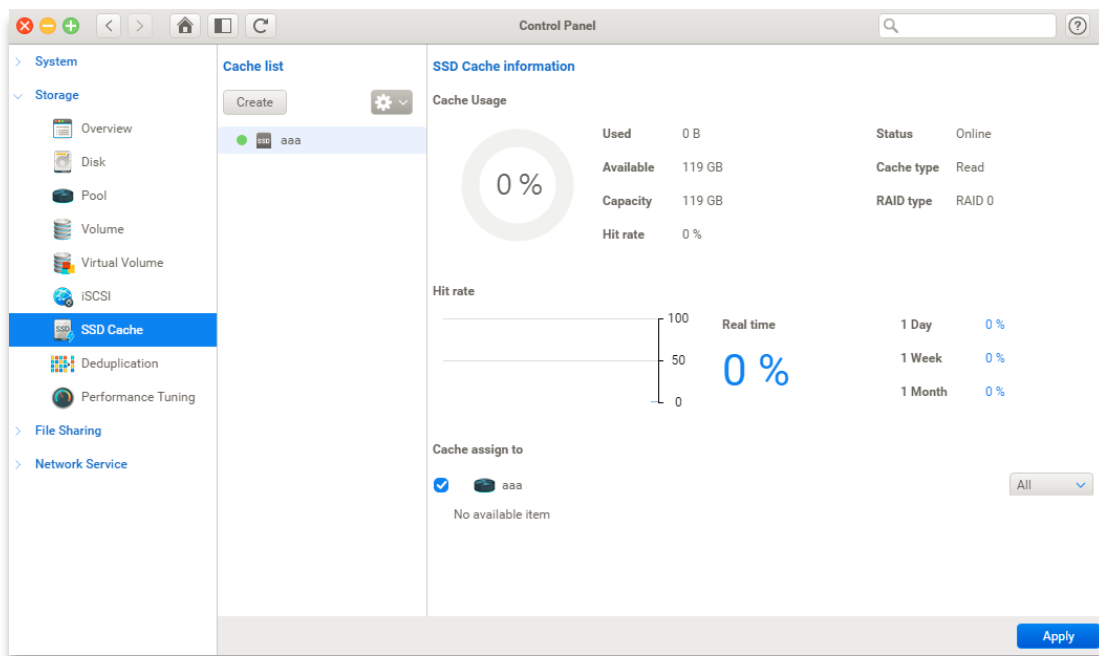 Control Panel
?
System
Storage
Overview
Disk
Pool
Volume
Virtual Volume
iSCSI
SSD
SSD Cache
Deduplication
Performance Tuning
File Sharing
Network Service
Cache list
Create
SSD aaa
SSD Cache information
Cache Usage
0 %
Used 0 B
Available 119 GB
Capacity 119 GB
Hit rate 0 %
Status Online
Cache type Read
RAID type RAID 0
Hit rate
100
50
0
Real time
0 %
1 Day 0 %
1 Week 0 %
1 Month 0 %
Cache assign to
aaa All
No available item
Apply